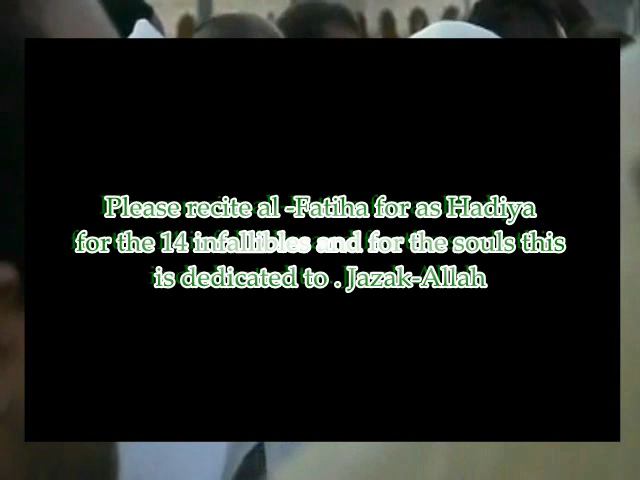 Please recite al -Fatiha for as Hadiya
for the 14 infallibles and for the souls this
is dedicated to . Jazak-Allah